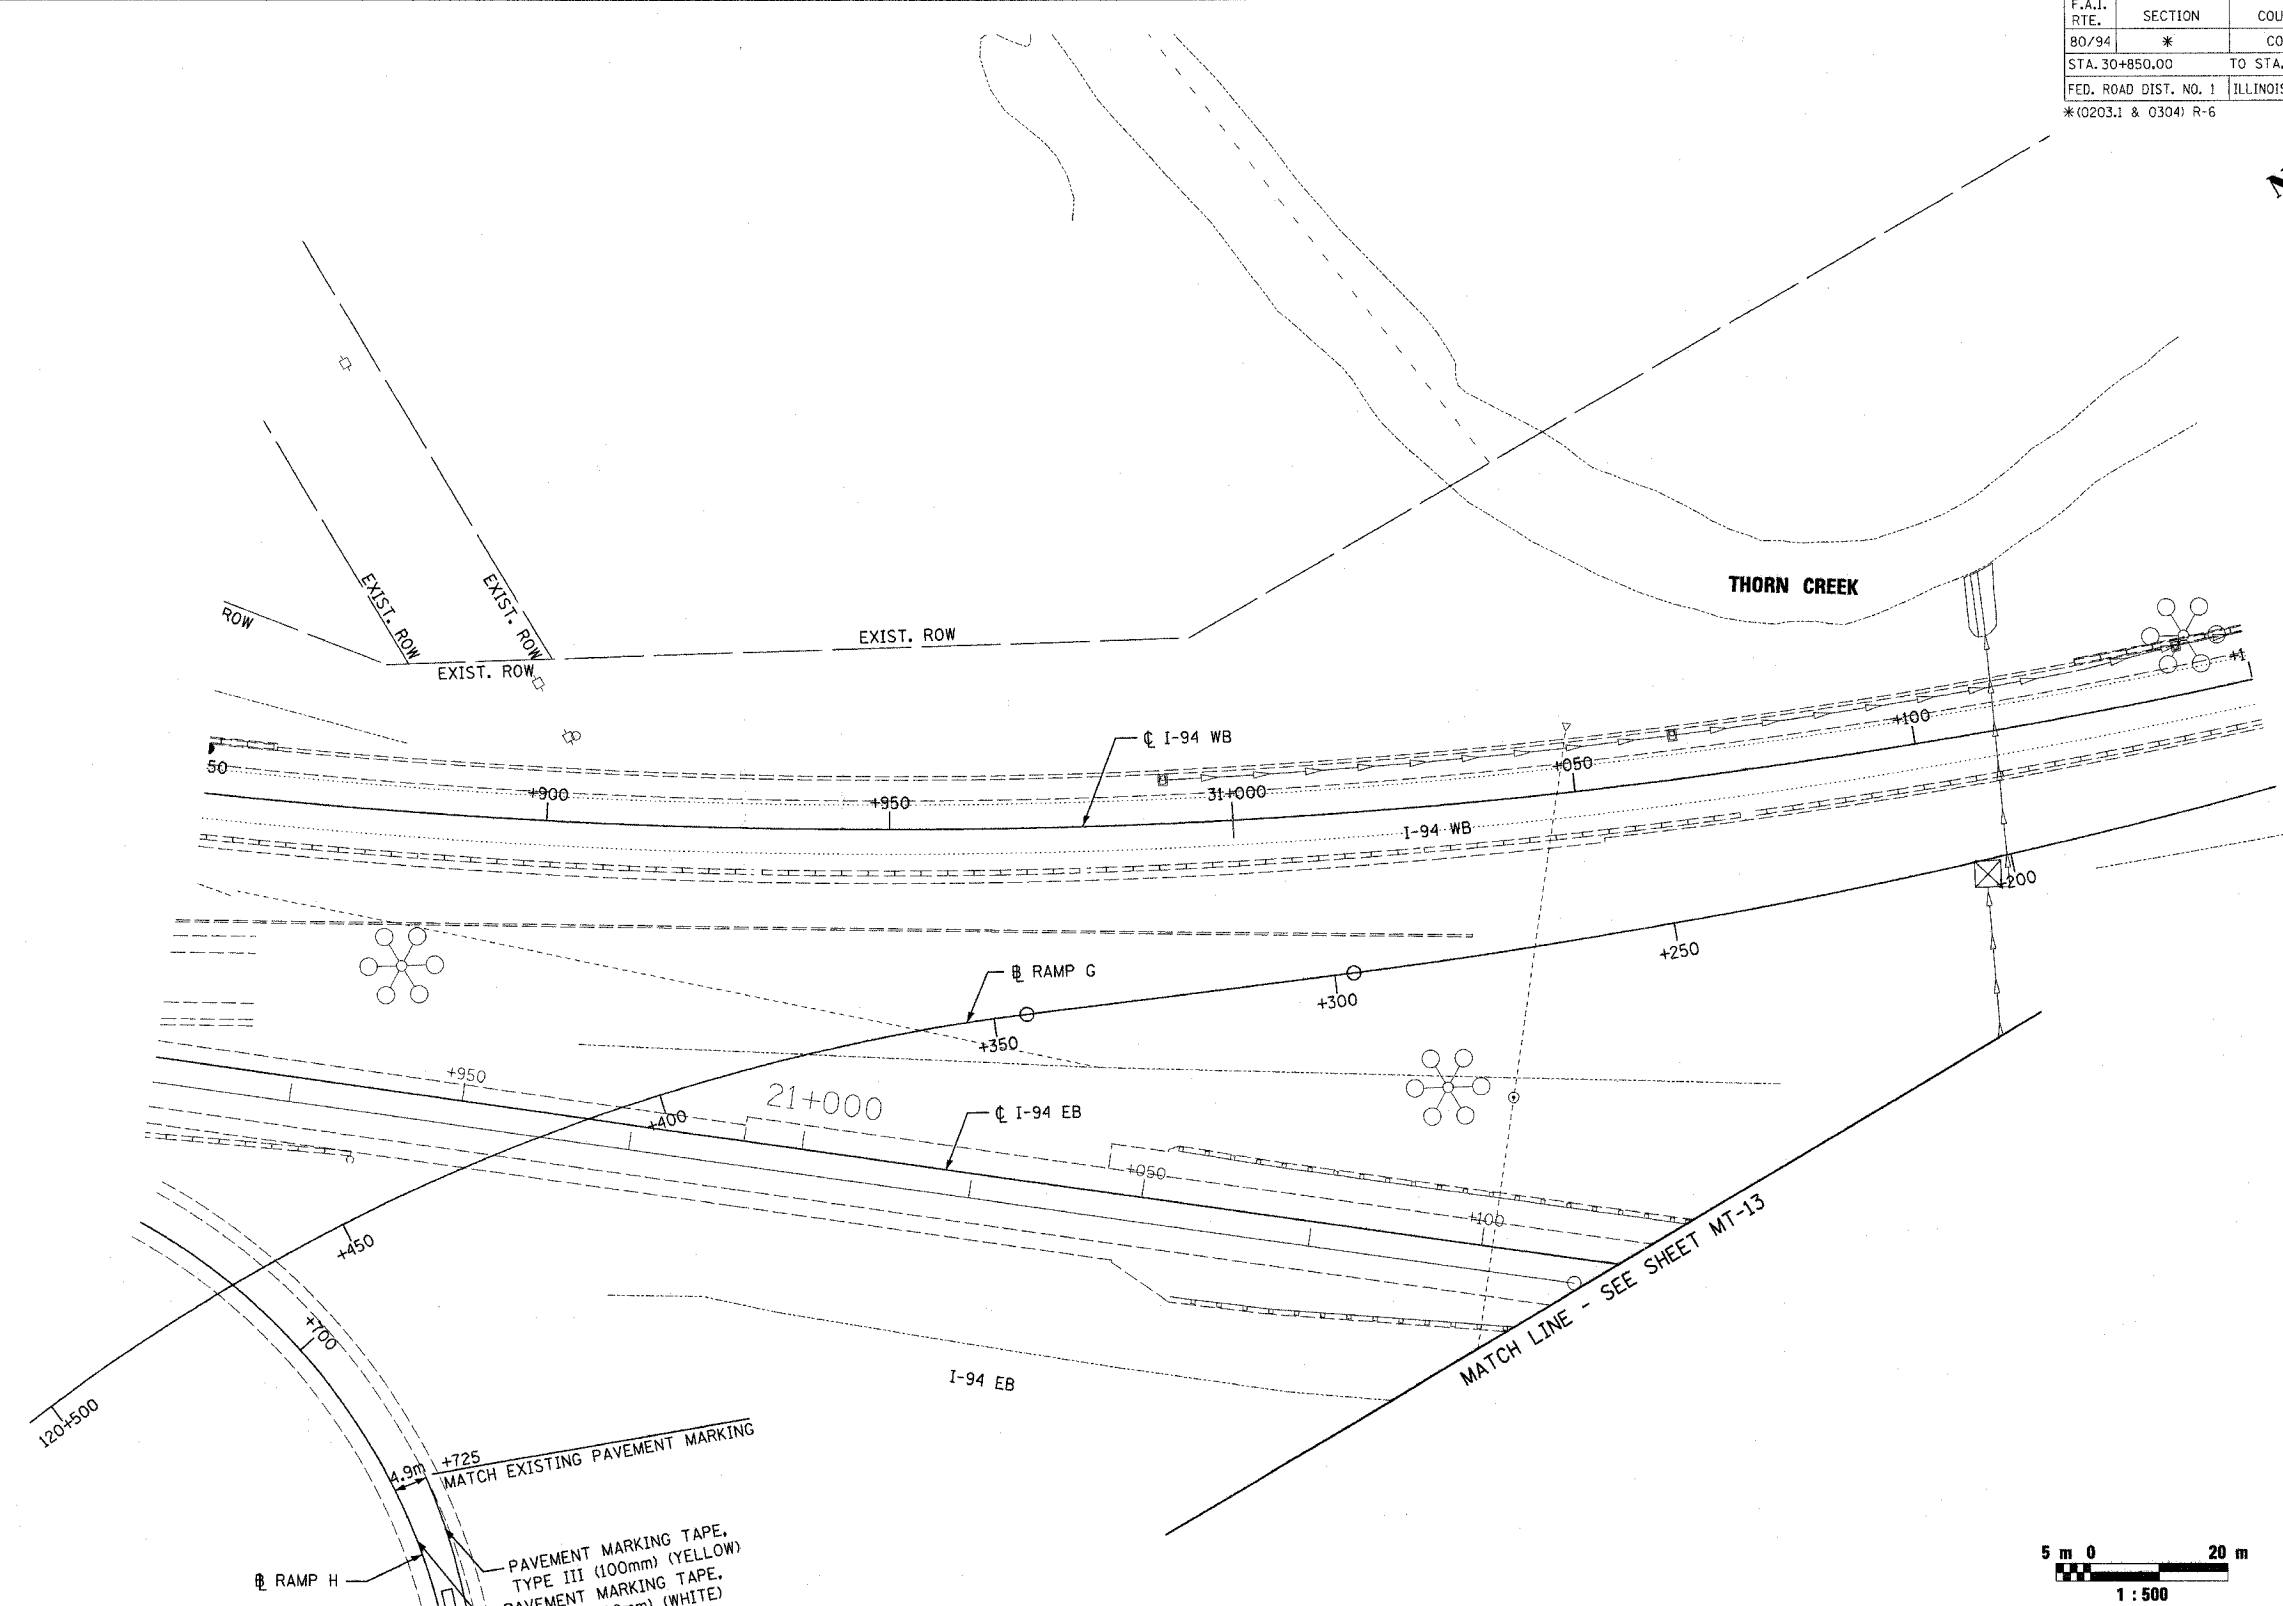 F.A.I.
RTE.
SECTION
COU
80/94
*
CO
STA. 30+850.00 TO STA.
FED. ROAD DIST. NO. 1
ILLINOIS
*(0203.1 & 0304) R-6
THORN CREEK
ROW
EXIST. ROW
EXIST. ROW
EXIST. ROW
EXIST. ROW
℄ I-94 WB
50
+900
+950
31+000
+050
+100
+1
I-94 WB
+200
+250
+300
+350
℄ RAMP G
+950
+400
21+000
℄ I-94 EB
+050
+100
+450
+700
120+500
I-94 EB
MATCH LINE - SEE SHEET MT-13
4.9m
+725
MATCH EXISTING PAVEMENT MARKING
PAVEMENT MARKING TAPE,
TYPE III (100mm) (YELLOW)
PAVEMENT MARKING TAPE,
(WHITE)
℄ RAMP H
5 m 0 20 m
1 : 500